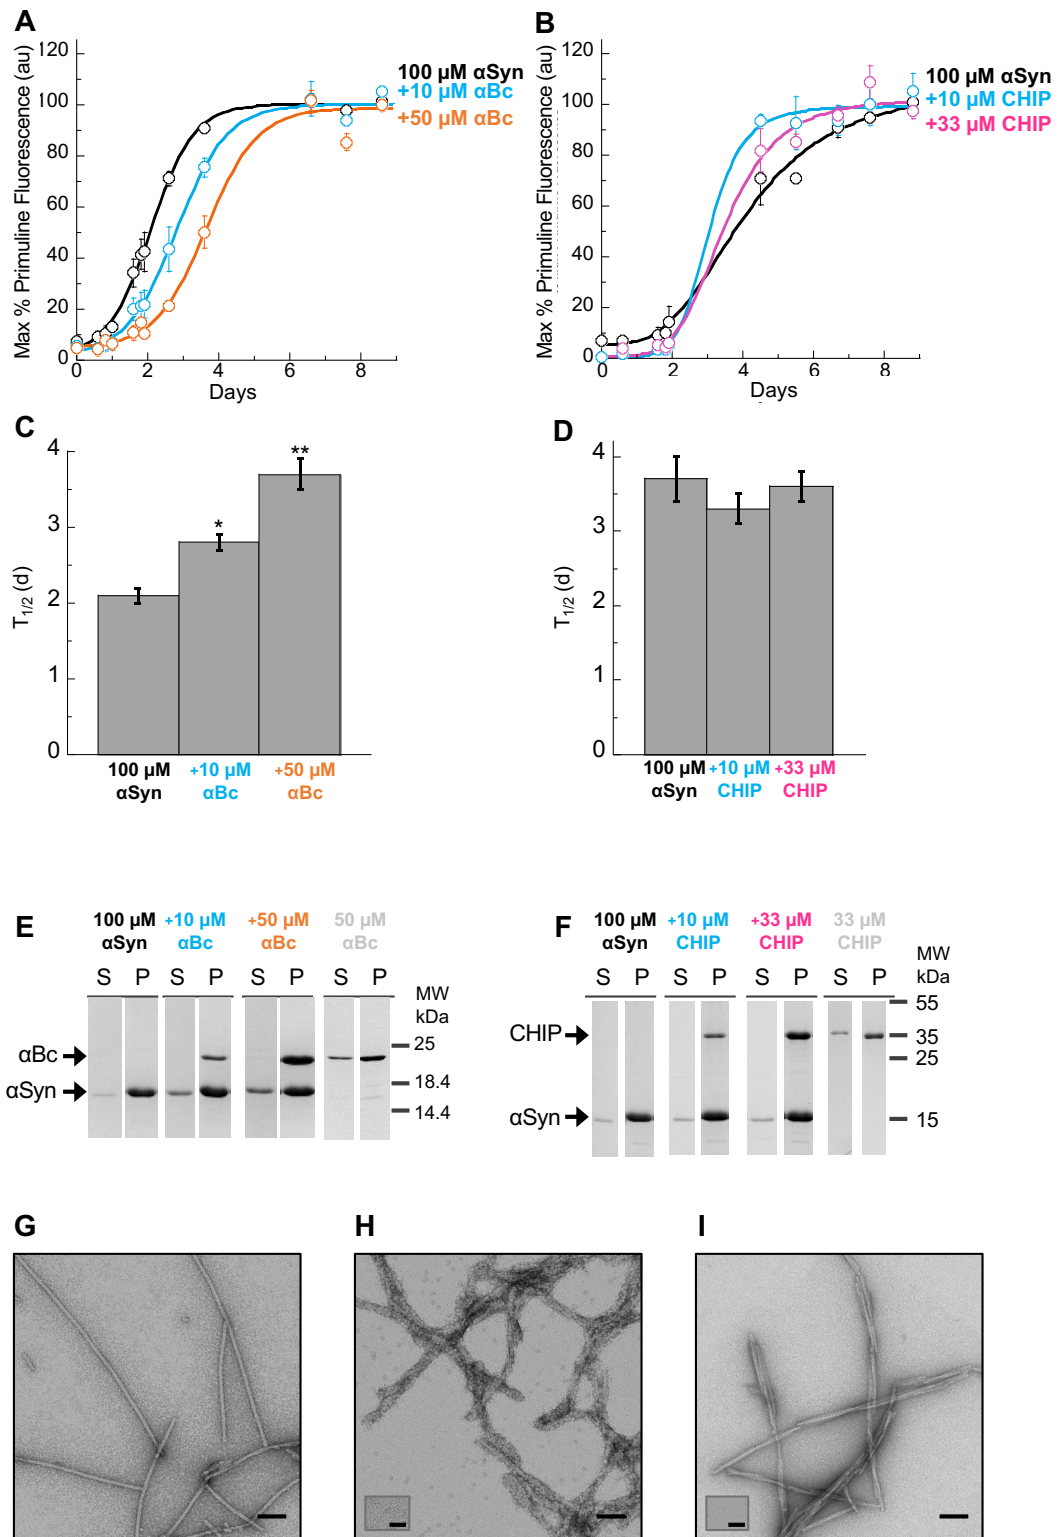 A
Max % Primuline Fluorescence (au)
120
100
80
60
40
20
0
0 2 4 6 8
Days
100 µM αSyn
+10 µM αBc
+50 µM αBc
B
Max % Primuline Fluorescence (au)
120
100
80
60
40
20
0
0 2 4 6 8
Days
100 µM αSyn
+10 µM CHIP
+33 µM CHIP
C
T1/2 (d)
4
3
2
1
0
*
**
100 µM +10 µM +50 µM
αSyn αBc αBc
D
T1/2 (d)
4
3
2
1
0
100 µM +10 µM +33 µM
αSyn CHIP CHIP
E
100 µM +10 µM +50 µM 50 µM
αSyn αBc αBc αBc
S P S P S P S P
MW
kDa
αBc
αSyn
25
18.4
14.4
F
100 µM +10 µM +33 µM 33 µM
αSyn CHIP CHIP CHIP
S P S P S P S P
MW
kDa
CHIP
αSyn
55
35
25
15
G
H
I